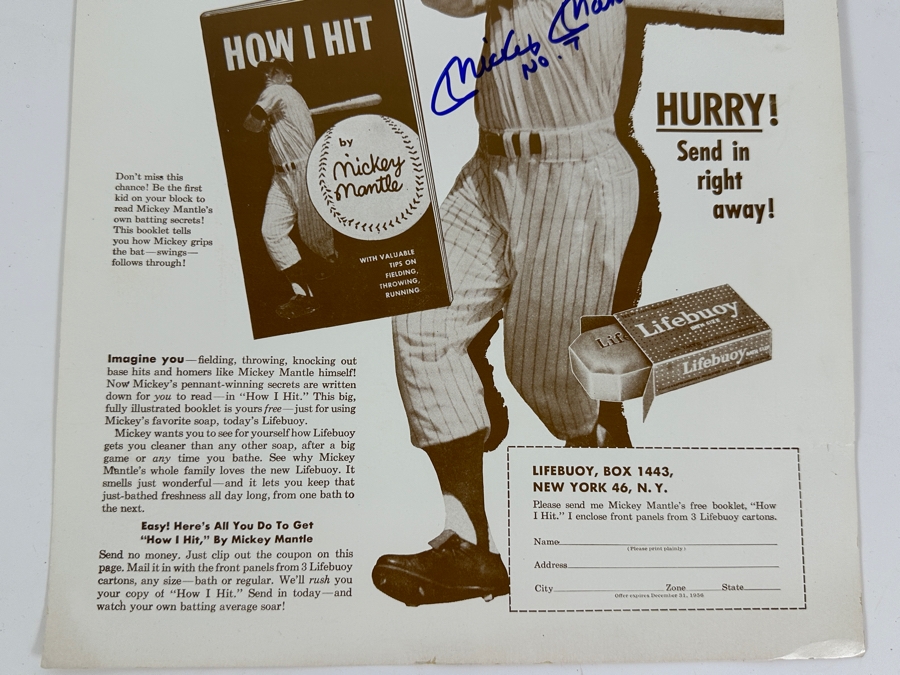 HOW I HIT
by
Mickey
Mantle
WITH VALUABLE
TIPS ON
FIELDING,
THROWING,
RUNNING
Mickey
No. 7
HURRY!
Send in
right
away!
Don't miss this
chance! Be the first
kid on your block to
read Mickey Mantle's
own batting secrets!
This booklet tells
you how Mickey grips
the bat—swings—
follows through!
Lifebuoy
Lifebuoy
Imagine you—fielding, throwing, knocking out
base hits and homers like Mickey Mantle himself!
Now Mickey's pennant-winning secrets are written
down for you to read—in "How I Hit." This big,
fully illustrated booklet is yours free—just for using
Mickey's favorite soap, today's Lifebuoy.
Mickey wants you to see for yourself how Lifebuoy
gets you cleaner than any other soap, after a big
game or any time you bathe. See why Mickey
Mantle's whole family loves the new Lifebuoy. It
smells just wonderful—and it lets you keep that
just-bathed freshness all day long, from one bath to
the next.
Easy! Here's All You Do To Get
"How I Hit," By Mickey Mantle
Send no money. Just clip out the coupon on this
page. Mail it in with the front panels from 3 Lifebuoy
cartons, any size—bath or regular. We'll rush you
your copy of "How I Hit." Send in today—and
watch your own batting average soar!
LIFEBUOY, BOX 1443,
NEW YORK 46, N. Y.
Please send me Mickey Mantle's free booklet, "How
I Hit." I enclose front panels from 3 Lifebuoy cartons.
Name
(Please print plainly)
Address
City Zone State
Offer expires December 31, 1956